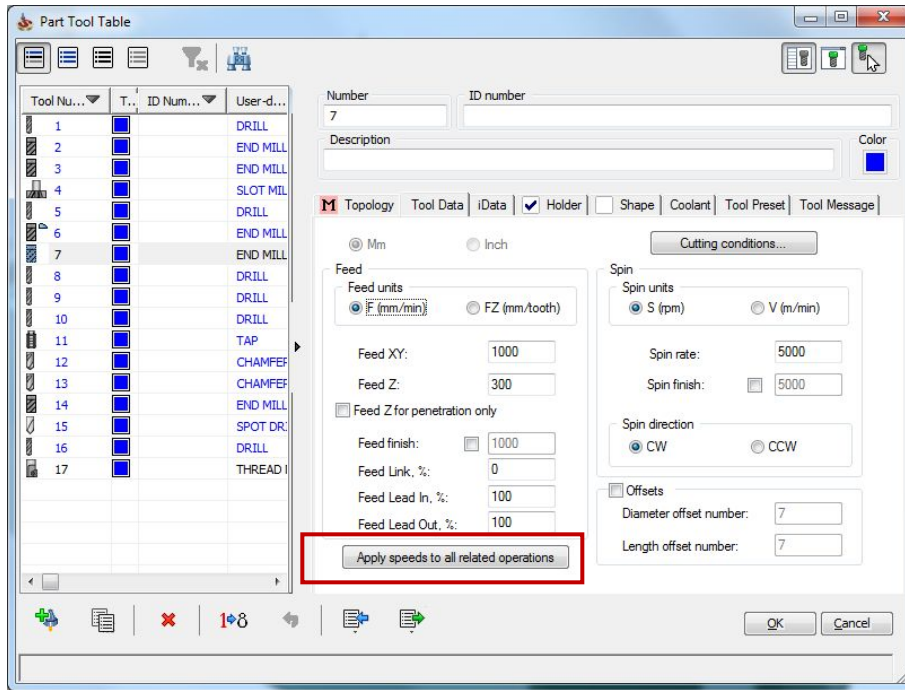 Part Tool Table
Tool Nu... T.. ID Num... User-d...
1 DRILL
2 END MILL
3 END MILL
4 SLOT MIL
5 DRILL
6 END MILL
7 END MILL
8 DRILL
9 DRILL
10 DRILL
11 TAP
12 CHAMFER
13 CHAMFER
14 END MILL
15 SPOT DR
16 DRILL
17 THREAD
Number ID number
7
Description Color
M Topology Tool Data iData Holder Shape Coolant Tool Preset Tool Message
Mm Inch Cutting conditions...
Feed
Feed units
F (mm/min) FZ (mm/tooth)
Feed XY: 1000
Feed Z: 300
Feed Z for penetration only
Feed finish: 1000
Feed Link, %: 0
Feed Lead In, %: 100
Feed Lead Out, %: 100
Apply speeds to all related operations
Spin
Spin units
S (rpm) V (m/min)
Spin rate: 5000
Spin finish: 5000
Spin direction
CW CCW
Offsets
Diameter offset number: 7
Length offset number: 7
1 8
OK Cancel